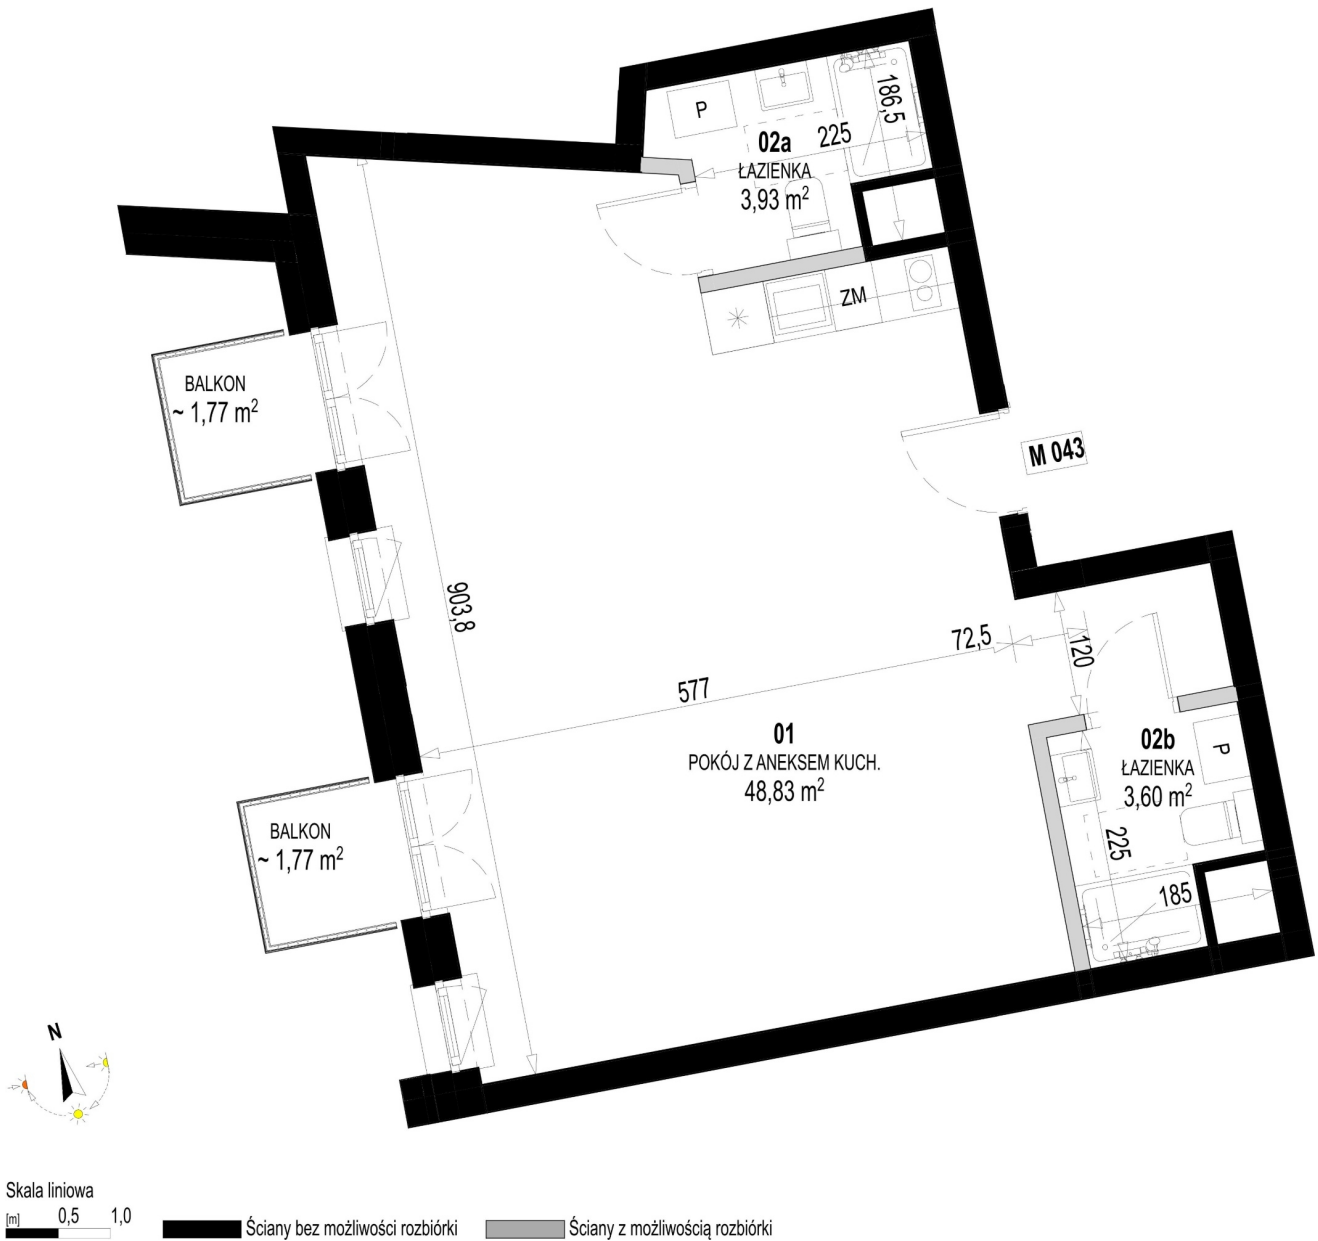 P
186,5
225
02a
ŁAZIENKA
3,93 m²
ZM
BALKON
~ 1,77 m²
M 043
903,8
72,5
120
577
01
POKÓJ Z ANEKSEM KUCH.
48,83 m²
02b
ŁAZIENKA
3,60 m²
P
BALKON
~ 1,77 m²
225
185
N
Skala liniowa
[m] 0,5 1,0
Ściany bez możliwości rozbiórki
Ściany z możliwością rozbiórki